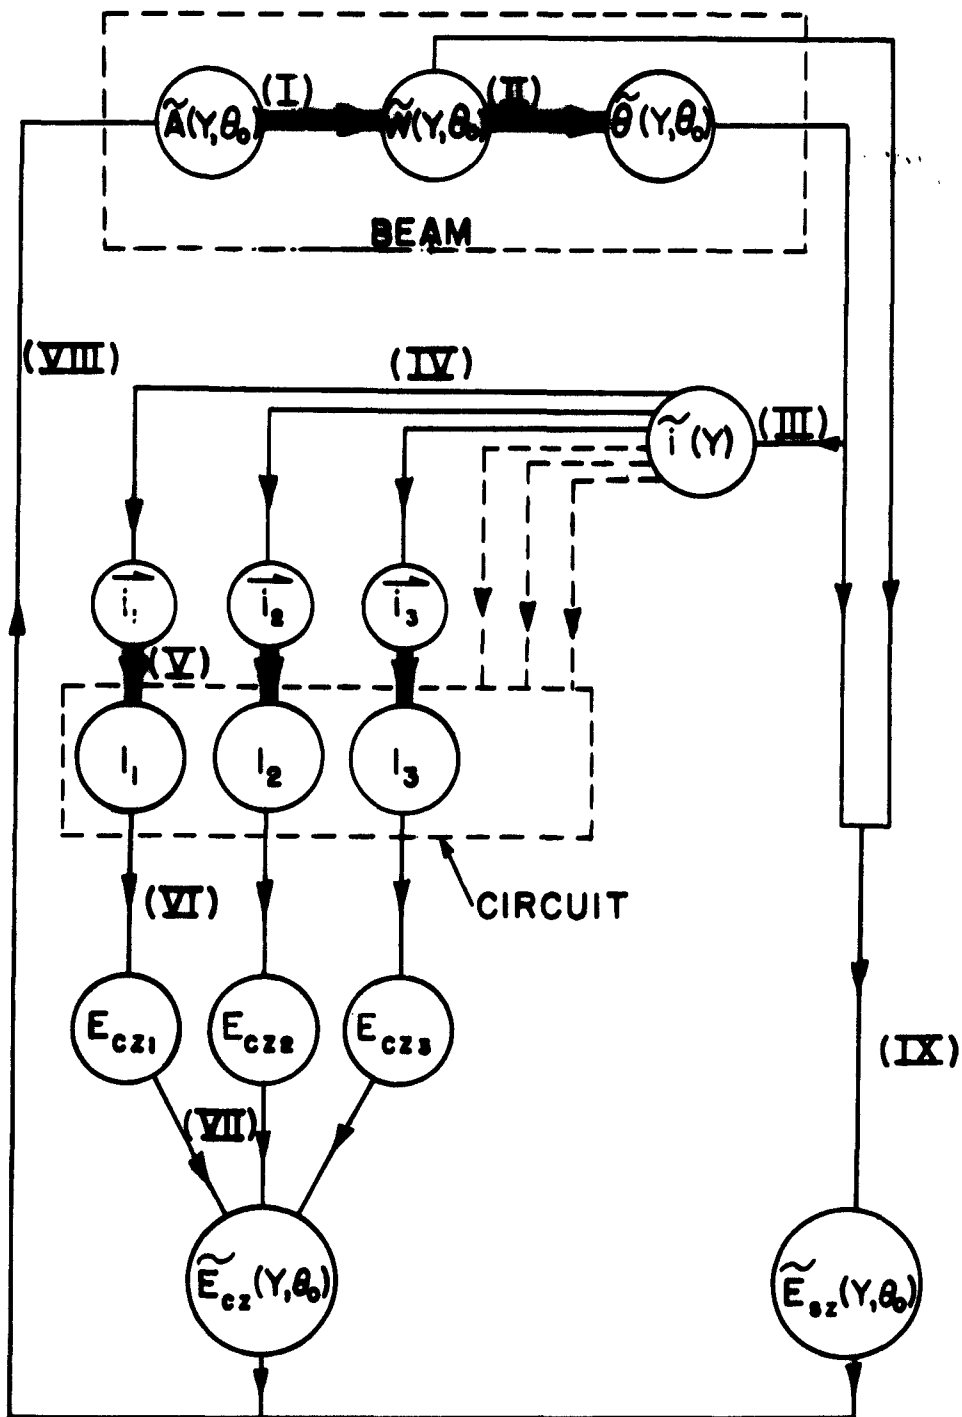 (I) (II)
Ã(Y,θ₀) W̃(Y,θ₀) θ̃(Y,θ₀)
BEAM
(VIII) (IV)
ĩ(Y) (III)
i⃗₁ i⃗₂ i⃗₃
(V)
I₁ I₂ I₃
(VI) CIRCUIT
E_cz1 E_cz2 E_cz3 (IX)
(VII)
Ẽ_cz(Y,θ₀) Ẽ_sz(Y,θ₀)